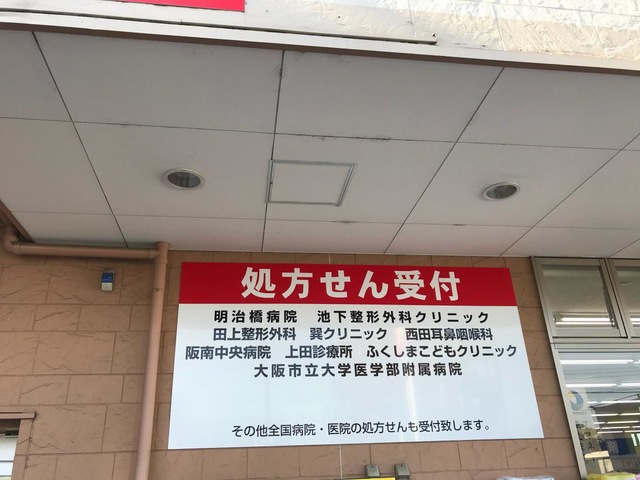 処方せん受付
明治橋病院　池下整形外科クリニック
田上整形外科　巽クリニック　西田耳鼻咽喉科
阪南中央病院　上田診療所　ふくしまこどもクリニック
大阪市立大学医学部附属病院
その他全国病院・医院の処方せんも受付致します。